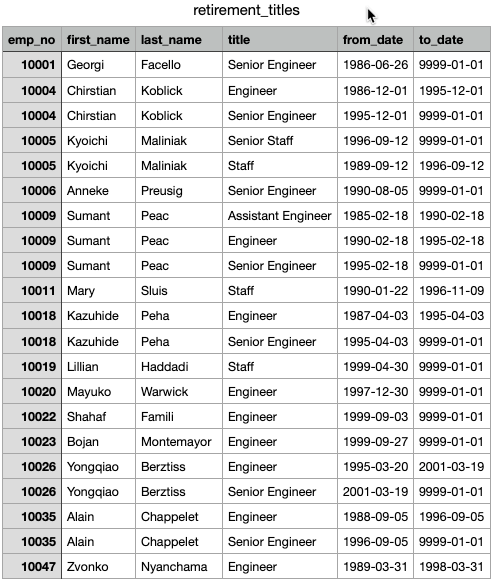 retirement_titles
emp_no first_name last_name title from_date to_date
10001 Georgi Facello Senior Engineer 1986-06-26 9999-01-01
10004 Chirstian Koblick Engineer 1986-12-01 1995-12-01
10004 Chirstian Koblick Senior Engineer 1995-12-01 9999-01-01
10005 Kyoichi Maliniak Senior Staff 1996-09-12 9999-01-01
10005 Kyoichi Maliniak Staff 1989-09-12 1996-09-12
10006 Anneke Preusig Senior Engineer 1990-08-05 9999-01-01
10009 Sumant Peac Assistant Engineer 1985-02-18 1990-02-18
10009 Sumant Peac Engineer 1990-02-18 1995-02-18
10009 Sumant Peac Senior Engineer 1995-02-18 9999-01-01
10011 Mary Sluis Staff 1990-01-22 1996-11-09
10018 Kazuhide Peha Engineer 1987-04-03 1995-04-03
10018 Kazuhide Peha Senior Engineer 1995-04-03 9999-01-01
10019 Lillian Haddadi Staff 1999-04-30 9999-01-01
10020 Mayuko Warwick Engineer 1997-12-30 9999-01-01
10022 Shahaf Famili Engineer 1999-09-03 9999-01-01
10023 Bojan Montemayor Engineer 1999-09-27 9999-01-01
10026 Yongqiao Berztiss Engineer 1995-03-20 2001-03-19
10026 Yongqiao Berztiss Senior Engineer 2001-03-19 9999-01-01
10035 Alain Chappelet Engineer 1988-09-05 1996-09-05
10035 Alain Chappelet Senior Engineer 1996-09-05 9999-01-01
10047 Zvonko Nyanchama Engineer 1989-03-31 1998-03-31